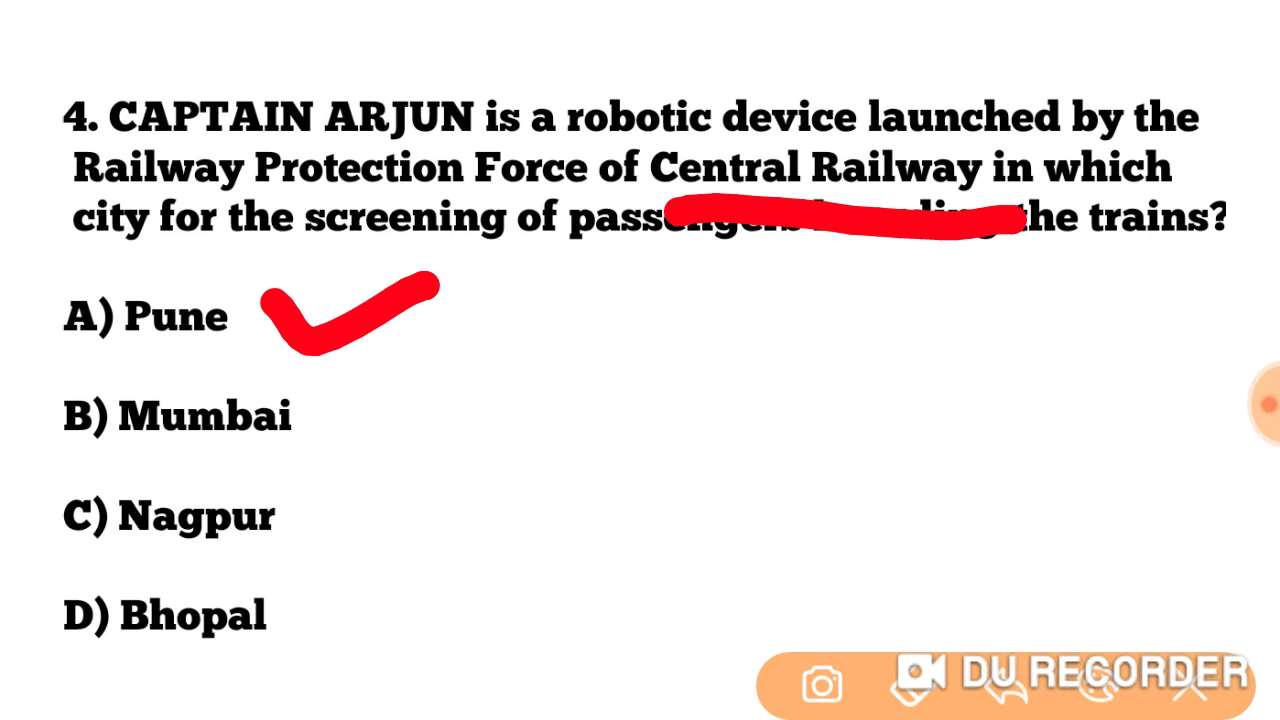 4. CAPTAIN ARJUN is a robotic device launched by the
Railway Protection Force of Central Railway in which
city for the screening of passengers boarding the trains?
A) Pune
B) Mumbai
C) Nagpur
D) Bhopal
DU RECORDER